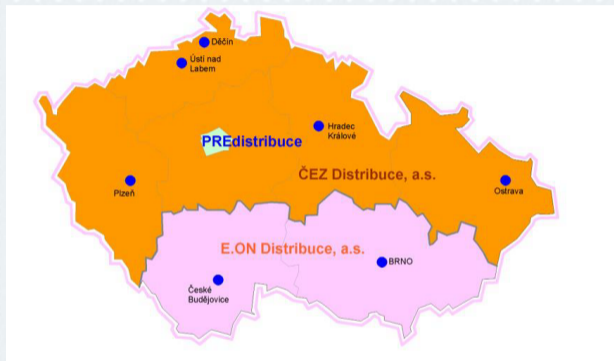 Děčín
Ústí nad
Labem
Hradec
Králové
PREdistribuce
ČEZ Distribuce, a.s.
Plzeň
Ostrava
E.ON Distribuce, a.s.
BRNO
České
Budějovice